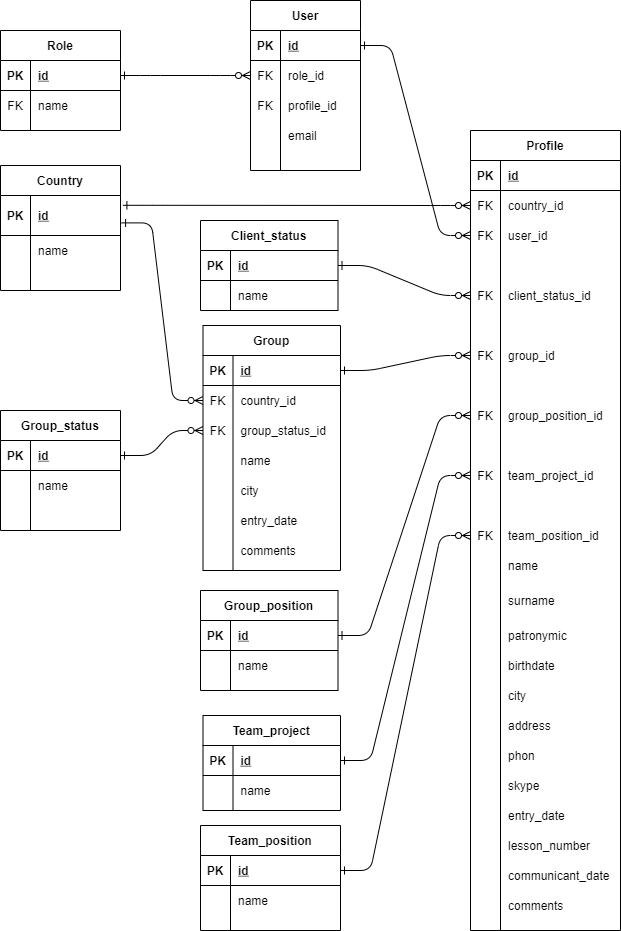 User
PK id
FK role_id
FK profile_id
email
Role
PK id
FK name
Country
PK id
name
Client_status
PK id
name
Group
PK id
FK country_id
FK group_status_id
name
city
entry_date
comments
Group_status
PK id
name
Group_position
PK id
name
Team_project
PK id
name
Team_position
PK id
name
Profile
PK id
FK country_id
FK user_id
FK client_status_id
FK group_id
FK group_position_id
FK team_project_id
FK team_position_id
name
surname
patronymic
birthdate
city
address
phon
skype
entry_date
lesson_number
communicant_date
comments